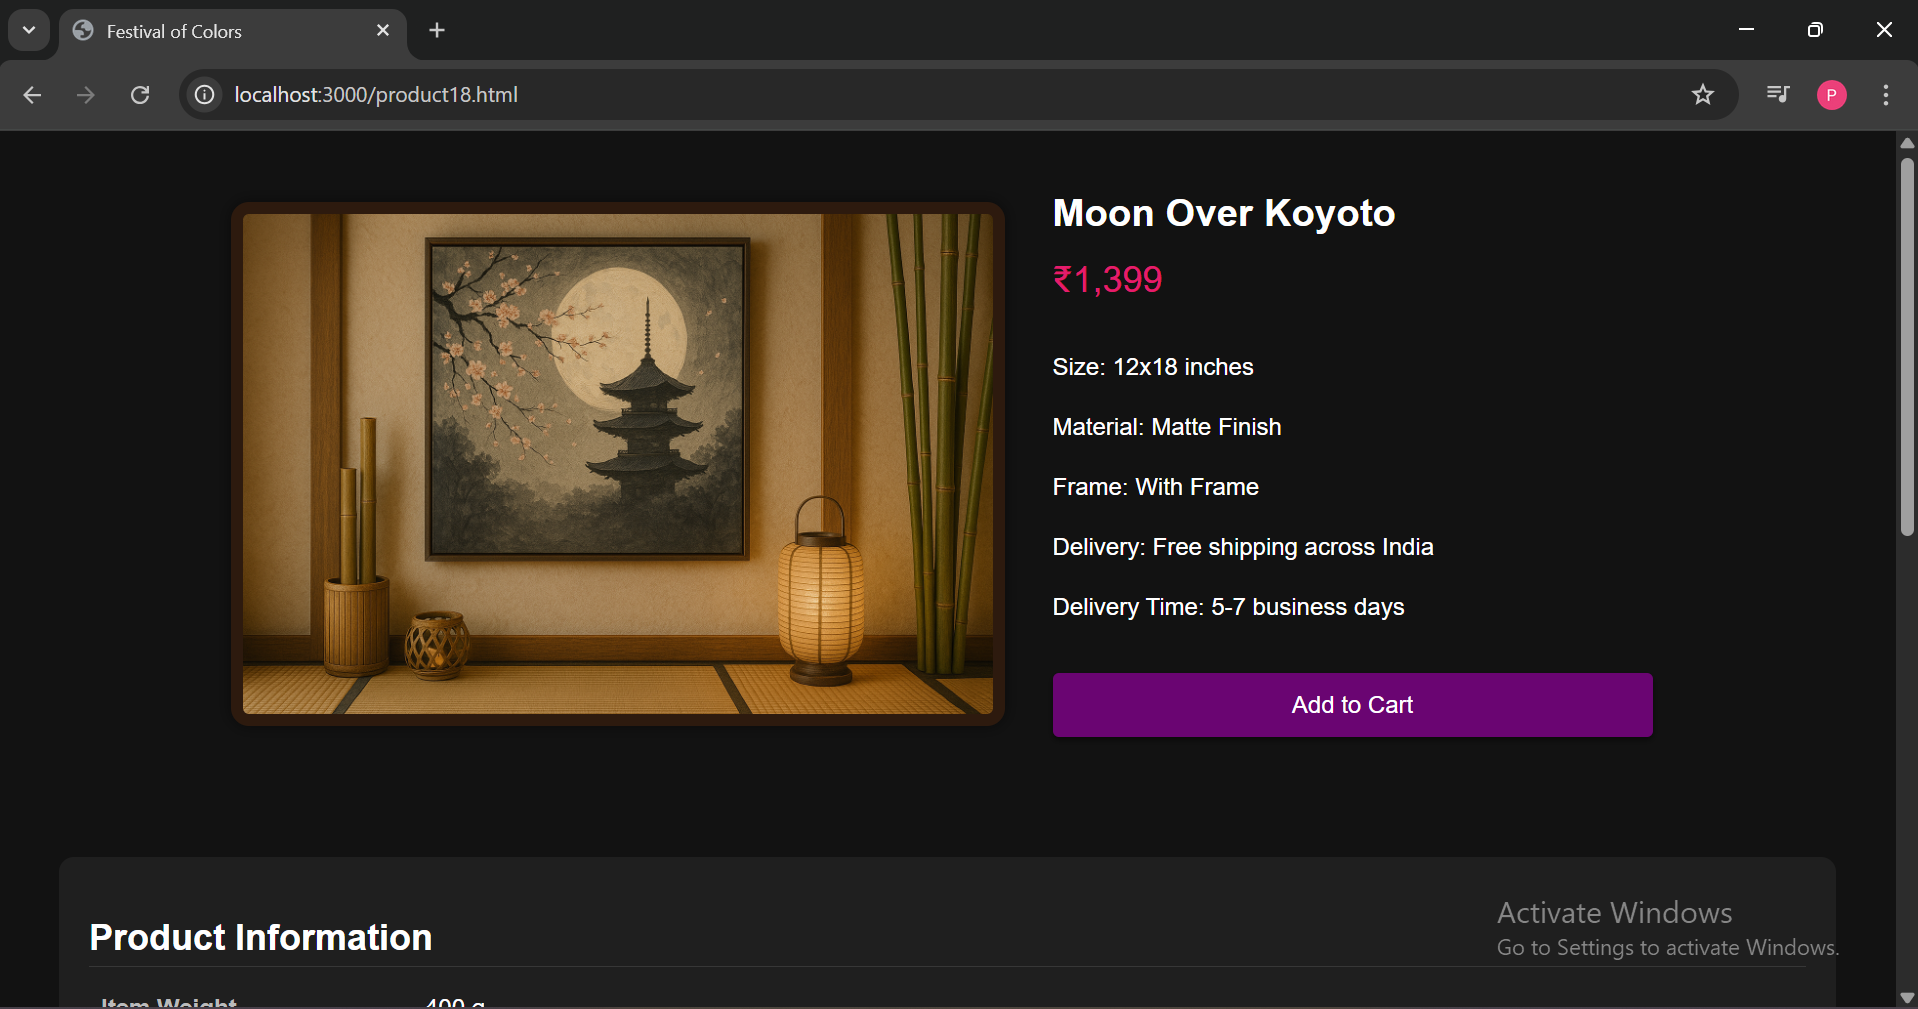 Festival of Colors
localhost:3000/product18.html
P
Moon Over Koyoto
₹1,399
Size: 12x18 inches
Material: Matte Finish
Frame: With Frame
Delivery: Free shipping across India
Delivery Time: 5-7 business days
Add to Cart
Product Information
Item Weight 400 g
Activate Windows
Go to Settings to activate Windows.